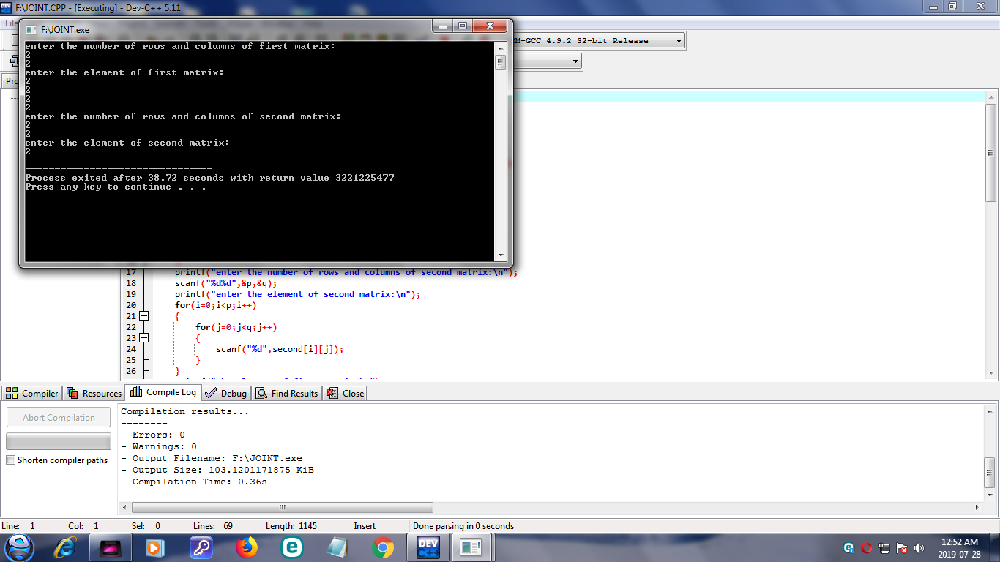 F:\JOINT.CPP - [Executing] - Dev-C++ 5.11
F:\JOINT.exe
enter the number of rows and columns of first matrix:
2
2
enter the element of first matrix:
2
2
2
2
enter the number of rows and columns of second matrix:
2
2
enter the element of second matrix:
2
--------------------------------
Process exited after 38.72 seconds with return value 3221225477
Press any key to continue . . .
M-GCC 4.9.2 32-bit Release
17 printf("enter the number of rows and columns of second matrix:\n");
18 scanf("%d%d",&p,&q);
19 printf("enter the element of second matrix:\n");
20 for(i=0;i<p;i++)
21 {
22 for(j=0;j<q;j++)
23 {
24 scanf("%d",second[i][j]);
25 }
26 }
Compiler Resources Compile Log Debug Find Results Close
Abort Compilation
Shorten compiler paths
Compilation results...
--------
- Errors: 0
- Warnings: 0
- Output Filename: F:\JOINT.exe
- Output Size: 103.1201171875 KiB
- Compilation Time: 0.36s
Line: 1 Col: 1 Sel: 0 Lines: 69 Length: 1145 Insert Done parsing in 0 seconds
DEV C++
12:52 AM
2019-07-28